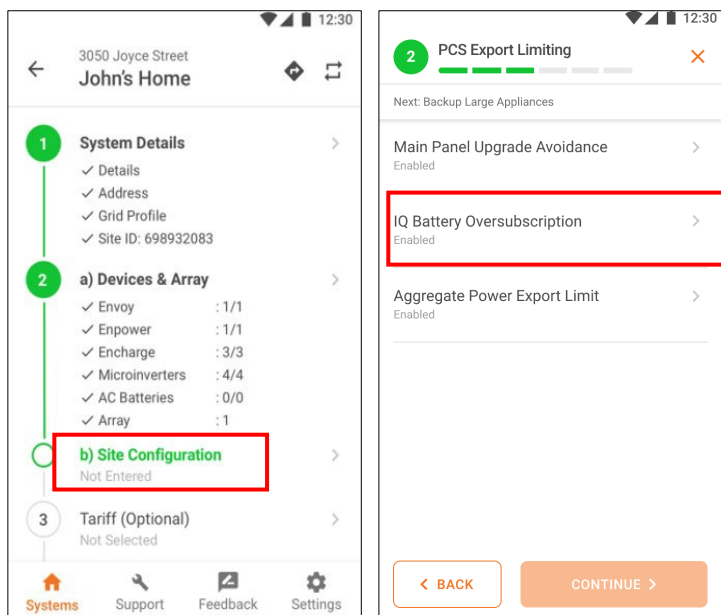 12:30
3050 Joyce Street
John's Home
1
System Details
✓ Details
✓ Address
✓ Grid Profile
✓ Site ID: 698932083
2
a) Devices & Array
✓ Envoy : 1/1
✓ Enpower : 1/1
✓ Encharge : 3/3
✓ Microinverters : 4/4
✓ AC Batteries : 0/0
✓ Array : 1
b) Site Configuration
Not Entered
3
Tariff (Optional)
Not Selected
Systems Support Feedback Settings
12:30
2
PCS Export Limiting
Next: Backup Large Appliances
Main Panel Upgrade Avoidance
Enabled
IQ Battery Oversubscription
Enabled
Aggregate Power Export Limit
Enabled
BACK CONTINUE